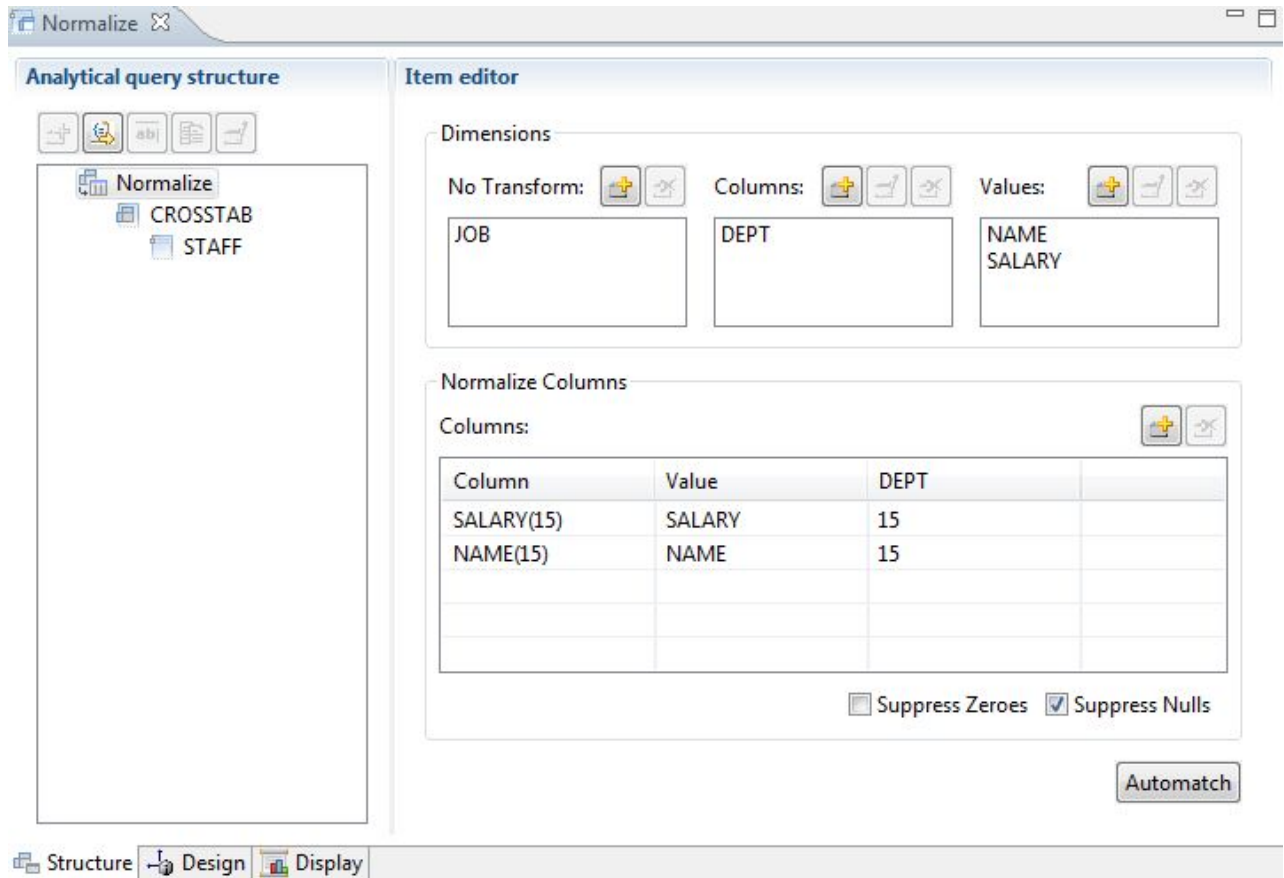 Normalize
Analytical query structure
Item editor
ab|
Normalize
CROSSTAB
STAFF
Dimensions
No Transform:
Columns:
Values:
JOB
DEPT
NAME
SALARY
Normalize Columns
Columns:
Column Value DEPT
SALARY(15) SALARY 15
NAME(15) NAME 15
Suppress Zeroes Suppress Nulls
Automatch
Structure Design Display